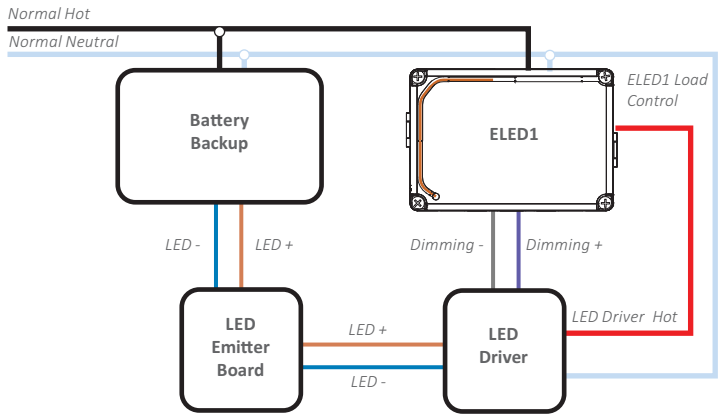 Normal Hot
Normal Neutral
ELED1 Load
Control
Battery
Backup
ELED1
LED -
LED +
Dimming -
Dimming +
LED
Emitter
Board
LED +
LED -
LED
Driver
LED Driver Hot